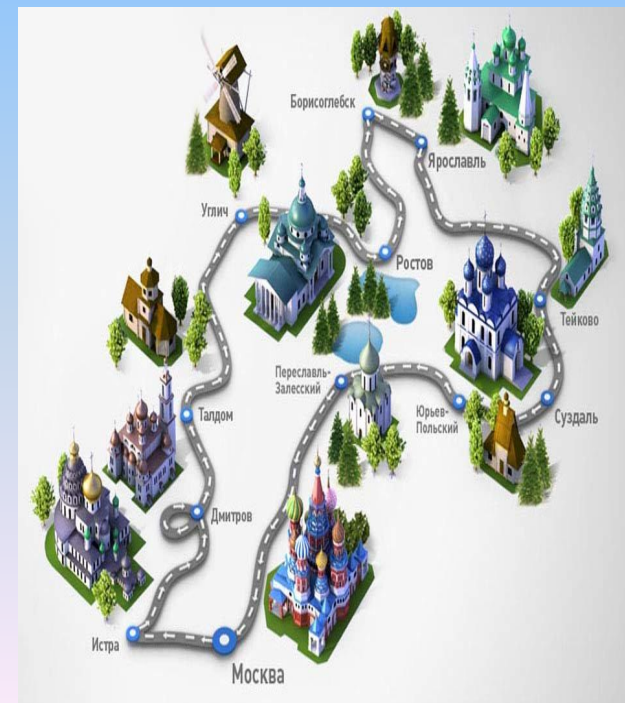 Борисоглебск
Ярославль
Углич
Ростов
Тейково
Переславль-
Залесский
Юрьев-
Польский
Суздаль
Талдом
Дмитров
Истра
Москва